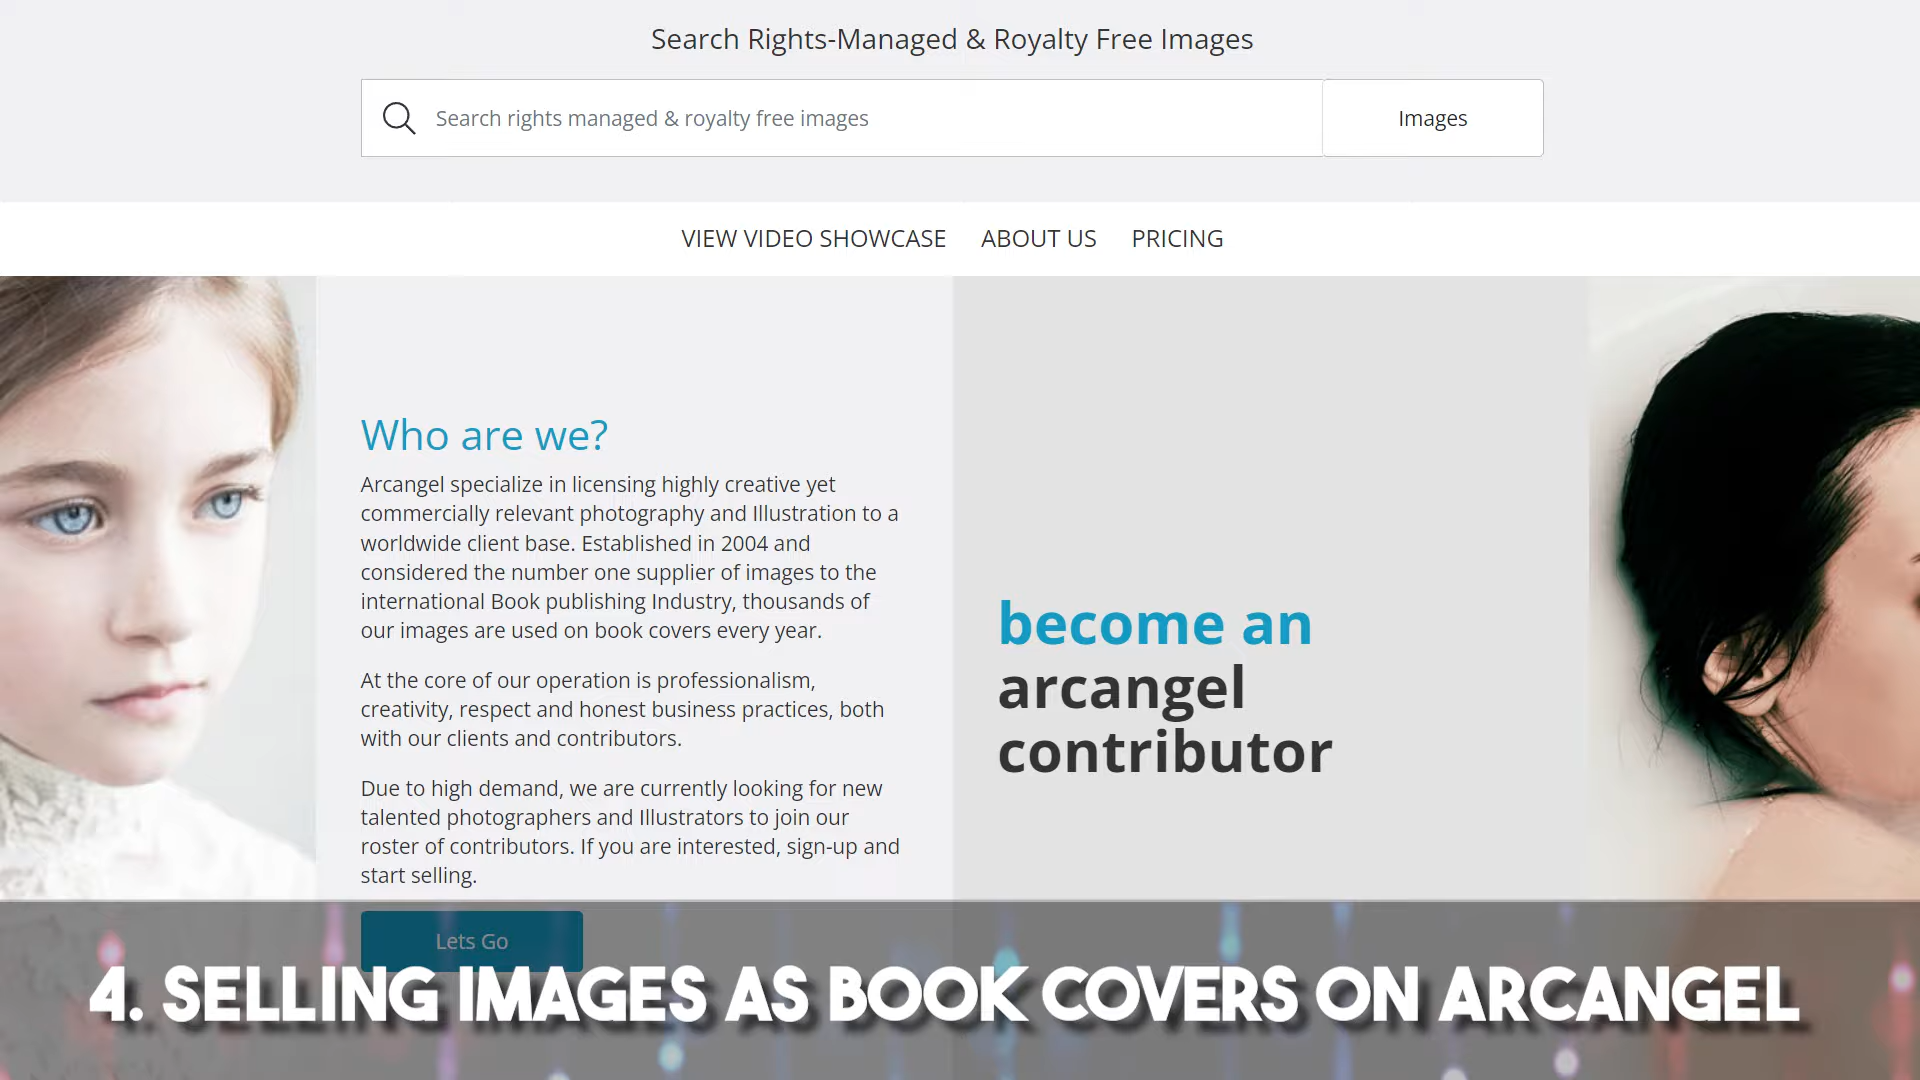 Search Rights-Managed & Royalty Free Images
Search rights managed & royalty free images
Images
VIEW VIDEO SHOWCASE ABOUT US PRICING
Who are we?
Arcangel specialize in licensing highly creative yet
commercially relevant photography and Illustration to a
worldwide client base. Established in 2004 and
considered the number one supplier of images to the
international Book publishing Industry, thousands of
our images are used on book covers every year.
At the core of our operation is professionalism,
creativity, respect and honest business practices, both
with our clients and contributors.
Due to high demand, we are currently looking for new
talented photographers and Illustrators to join our
roster of contributors. If you are interested, sign-up and
start selling.
Lets Go
become an
arcangel
contributor
4. SELLING IMAGES AS BOOK COVERS ON ARCANGEL